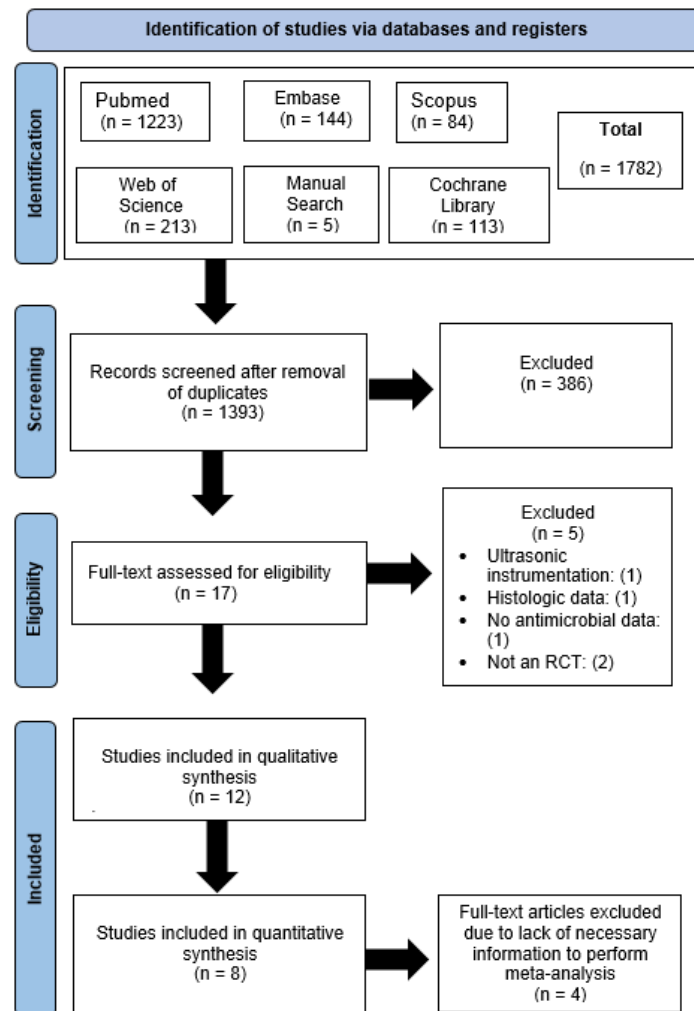 Identification of studies via databases and registers
Identification
Pubmed
(n = 1223)
Embase
(n = 144)
Scopus
(n = 84)
Total
(n = 1782)
Web of
Science
(n = 213)
Manual
Search
(n = 5)
Cochrane
Library
(n = 113)
Screening
Records screened after removal
of duplicates
(n = 1393)
Excluded
(n = 386)
Eligibility
Full-text assessed for eligibility
(n = 17)
Excluded
(n = 5)
• Ultrasonic
instrumentation: (1)
• Histologic data: (1)
• No antimicrobial data:
(1)
• Not an RCT: (2)
Included
Studies included in qualitative
synthesis
(n = 12)
Studies included in quantitative
synthesis
(n = 8)
Full-text articles excluded
due to lack of necessary
information to perform
meta-analysis
(n = 4)